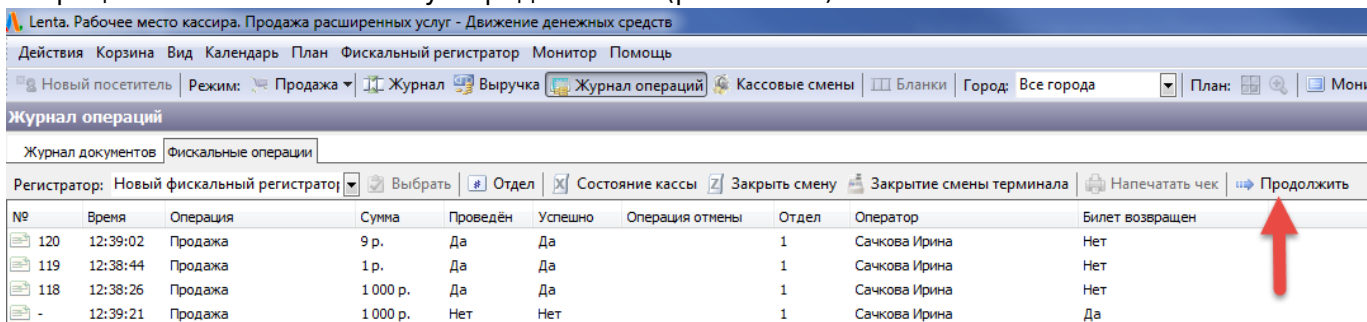 Lenta. Рабочее место кассира. Продажа расширенных услуг - Движение денежных средств
Действия Корзина Вид Календарь План Фискальный регистратор Монитор Помощь
Новый посетитель Режим: Продажа Журнал Выручка Журнал операций Кассовые смены Бланки Город: Все города План: Мони
Журнал операций
Журнал документов Фискальные операции
Регистратор: Новый фискальный регистратор Выбрать # Отдел X Состояние кассы Z Закрыть смену Закрытие смены терминала Напечатать чек Продолжить
№ Время Операция Сумма Проведён Успешно Операция отмены Отдел Оператор Билет возвращен
120 12:39:02 Продажа 9 р. Да Да 1 Сачкова Ирина Нет
119 12:38:44 Продажа 1 р. Да Да 1 Сачкова Ирина Нет
118 12:38:26 Продажа 1 000 р. Да Да 1 Сачкова Ирина Нет
- 12:39:21 Продажа 1 000 р. Нет Нет 1 Сачкова Ирина Да